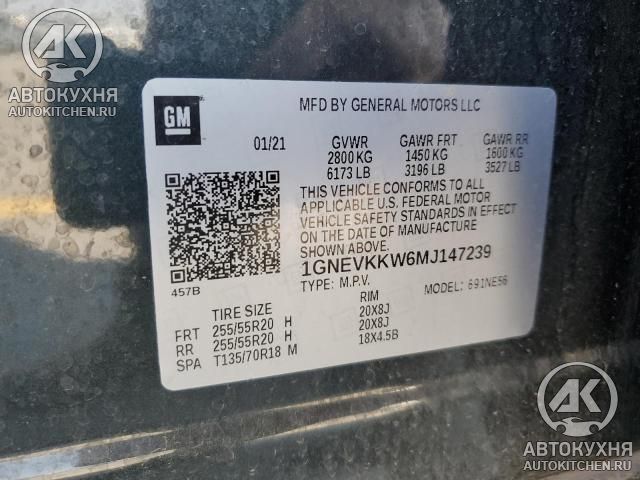 АВТОКУХНЯ
AUTOKITCHEN.RU
GM
MFD BY GENERAL MOTORS LLC
01/21 GVWR GAWR FRT GAWR RR
2800 KG 1450 KG 1600 KG
6173 LB 3196 LB 3527 LB
THIS VEHICLE CONFORMS TO ALL
APPLICABLE U.S. FEDERAL MOTOR
VEHICLE SAFETY STANDARDS IN EFFECT
ON THE DATE OF MANUFACTURE
SHOWN ABOVE.
1GNEVKKW6MJ147239
457B TYPE: M.P.V. MODEL: 691NE56
TIRE SIZE RIM
FRT 255/55R20 H 20X8J
RR 255/55R20 H 20X8J
SPA T135/70R18 M 18X4.5B
AK
АВТОКУХНЯ
AUTOKITCHEN.RU